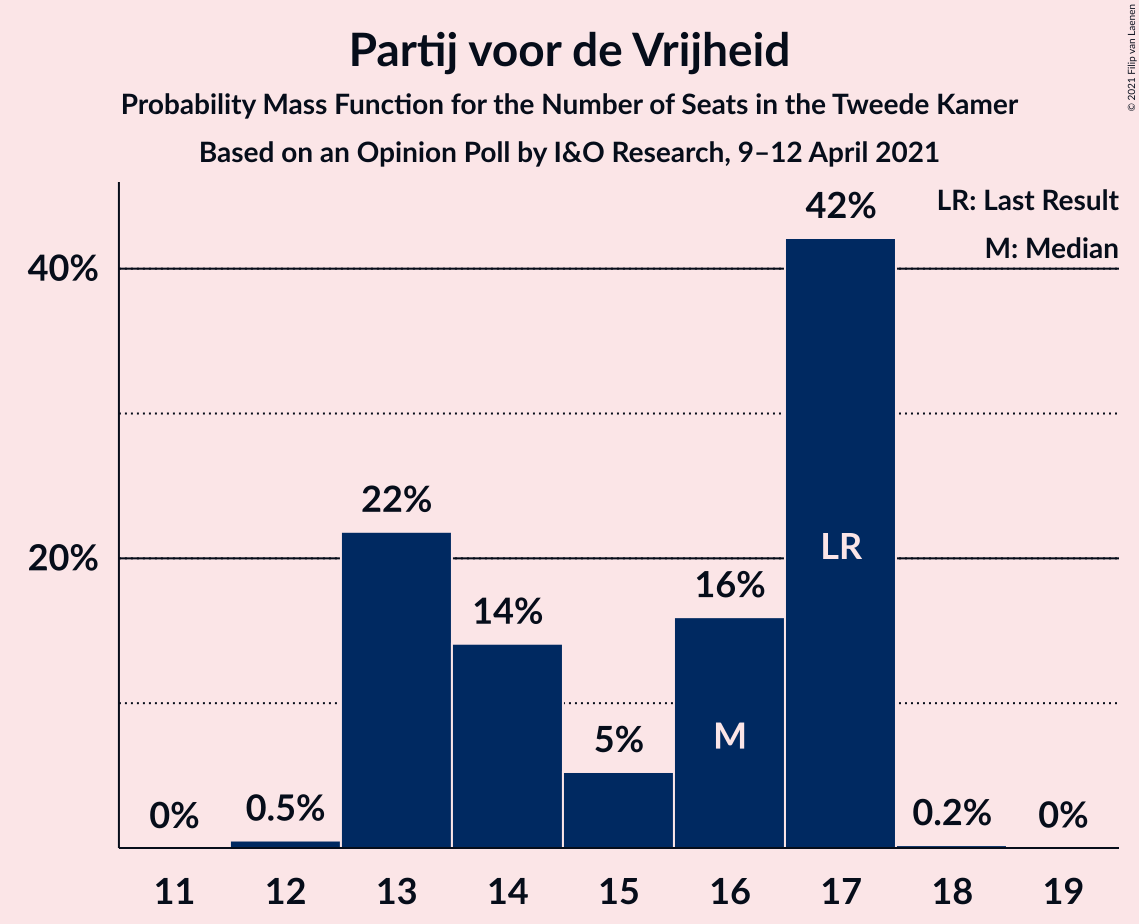 Partij voor de Vrijheid
Probability Mass Function for the Number of Seats in the Tweede Kamer
Based on an Opinion Poll by I&O Research, 9–12 April 2021
© 2021 Filip van Laenen
LR: Last Result
M: Median
40%
20%
0%
0.5%
22%
14%
5%
16%
42%
0.2%
0%
LR
M
11 12 13 14 15 16 17 18 19